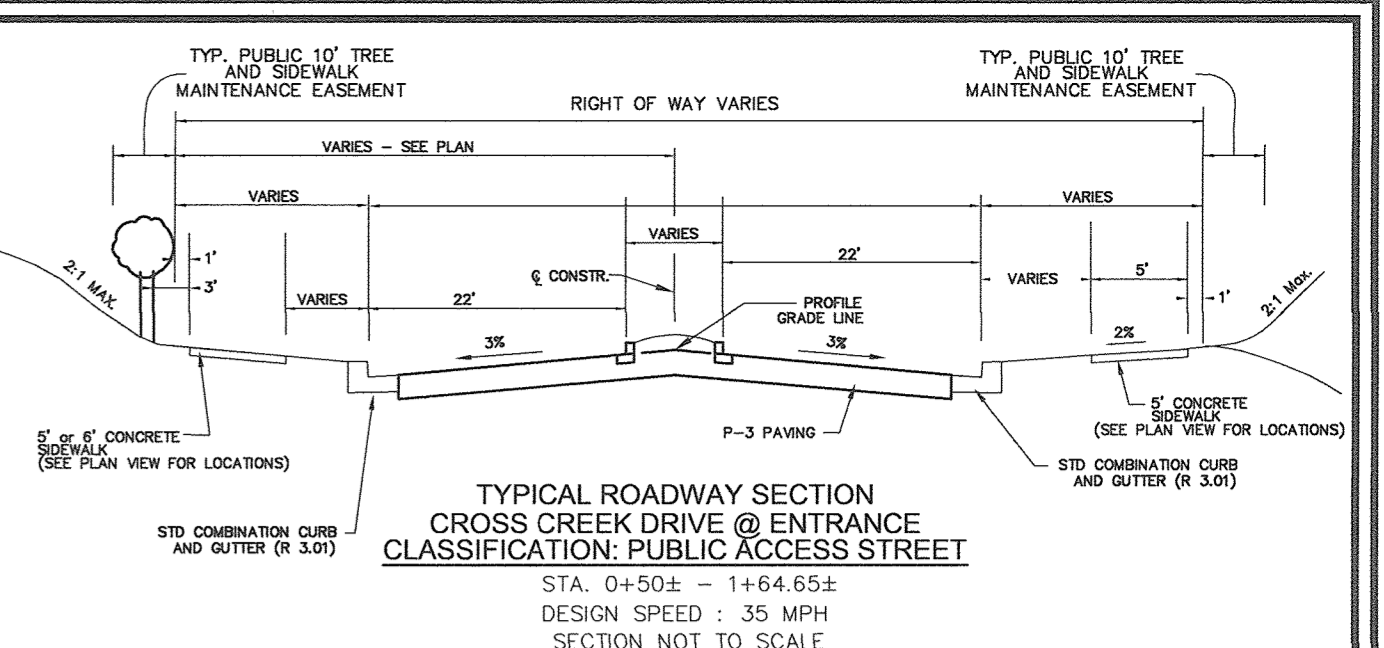 TYP. PUBLIC 10' TREE
AND SIDEWALK
MAINTENANCE EASEMENT
TYP. PUBLIC 10' TREE
AND SIDEWALK
MAINTENANCE EASEMENT
RIGHT OF WAY VARIES
VARIES - SEE PLAN
VARIES
VARIES
VARIES
1'
3'
2:1 MAX.
VARIES
22'
℄ CONSTR.
22'
PROFILE
GRADE LINE
VARIES
5'
1'
2:1 Max.
3%
3%
2%
5' or 6' CONCRETE
SIDEWALK
(SEE PLAN VIEW FOR LOCATIONS)
P-3 PAVING
5' CONCRETE
SIDEWALK
(SEE PLAN VIEW FOR LOCATIONS)
STD COMBINATION CURB
AND GUTTER (R 3.01)
STD COMBINATION CURB
AND GUTTER (R 3.01)
TYPICAL ROADWAY SECTION
CROSS CREEK DRIVE @ ENTRANCE
CLASSIFICATION: PUBLIC ACCESS STREET
STA. 0+50± - 1+64.65±
DESIGN SPEED : 35 MPH
SECTION NOT TO SCALE